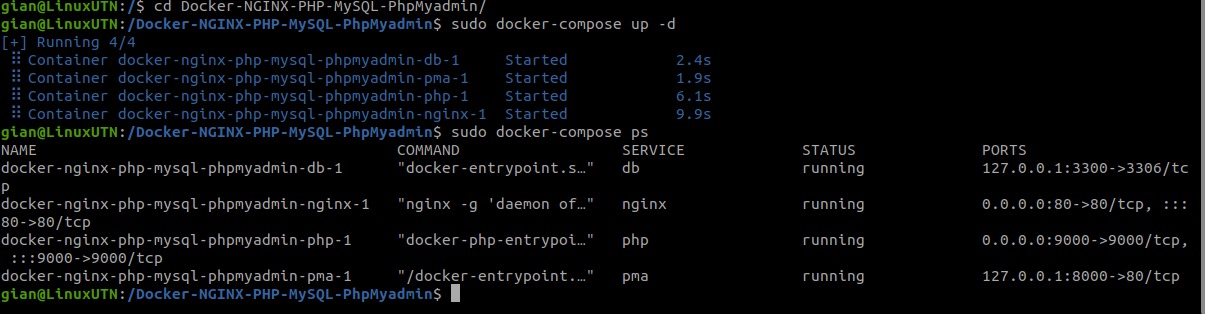 gian@LinuxUTN:/$ cd Docker-NGINX-PHP-MySQL-PhpMyadmin/
gian@LinuxUTN:/Docker-NGINX-PHP-MySQL-PhpMyadmin$ sudo docker-compose up -d
[+] Running 4/4
⠿ Container docker-nginx-php-mysql-phpmyadmin-db-1     Started     2.4s
⠿ Container docker-nginx-php-mysql-phpmyadmin-pma-1    Started     1.9s
⠿ Container docker-nginx-php-mysql-phpmyadmin-php-1    Started     6.1s
⠿ Container docker-nginx-php-mysql-phpmyadmin-nginx-1  Started     9.9s
gian@LinuxUTN:/Docker-NGINX-PHP-MySQL-PhpMyadmin$ sudo docker-compose ps
NAME     COMMAND     SERVICE     STATUS     PORTS
docker-nginx-php-mysql-phpmyadmin-db-1     "docker-entrypoint.s…"   db     running     127.0.0.1:3300->3306/tc
p
docker-nginx-php-mysql-phpmyadmin-nginx-1   "nginx -g 'daemon of…"   nginx     running     0.0.0.0:80->80/tcp, :::
80->80/tcp
docker-nginx-php-mysql-phpmyadmin-php-1     "docker-php-entrypoi…"   php     running     0.0.0.0:9000->9000/tcp,
:::9000->9000/tcp
docker-nginx-php-mysql-phpmyadmin-pma-1     "/docker-entrypoint.…"   pma     running     127.0.0.1:8000->80/tcp
gian@LinuxUTN:/Docker-NGINX-PHP-MySQL-PhpMyadmin$